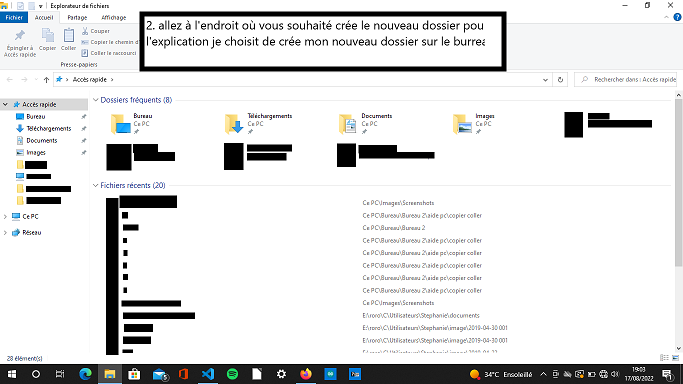 Explorateur de fichiers
Fichier Accueil Partage Affichage
2. allez à l'endroit où vous souhaité crée le nouveau dossier pou
l'explication je choisit de crée mon nouveau dossier sur le burrea
Épingler à Accès rapide
Copier
Coller
Couper
Copier le chemin d
Coller le raccourci
Presse-papiers
Accès rapide
Rechercher dans : Accès rapide
Accès rapide
Bureau
Téléchargements
Documents
Images
Ce PC
Réseau
Dossiers fréquents (8)
Bureau
Ce PC
Téléchargements
Ce PC
Documents
Ce PC
Images
Ce PC
Fichiers récents (20)
Ce PC\Images\Screenshots
Ce PC\Bureau\Bureau 2\aide pc\copier coller
Ce PC\Bureau\Bureau 2
Ce PC\Bureau\Bureau 2\aide pc\copier coller
Ce PC\Bureau\Bureau 2\aide pc\copier coller
Ce PC\Bureau\Bureau 2\aide pc\copier coller
Ce PC\Bureau\Bureau 2\aide pc\copier coller
Ce PC\Bureau\Bureau 2\aide pc\copier coller
Ce PC\Images\Screenshots
E:\roro\C\Utilisateurs\Stephanie\documents
E:\roro\C\Utilisateurs\Stephanie\image\2019-04-30 001
E:\roro\C\Utilisateurs\Stephanie\image\2019-04-30 001
28 élément(s)
34°C Ensoleillé
19:03
17/08/2022